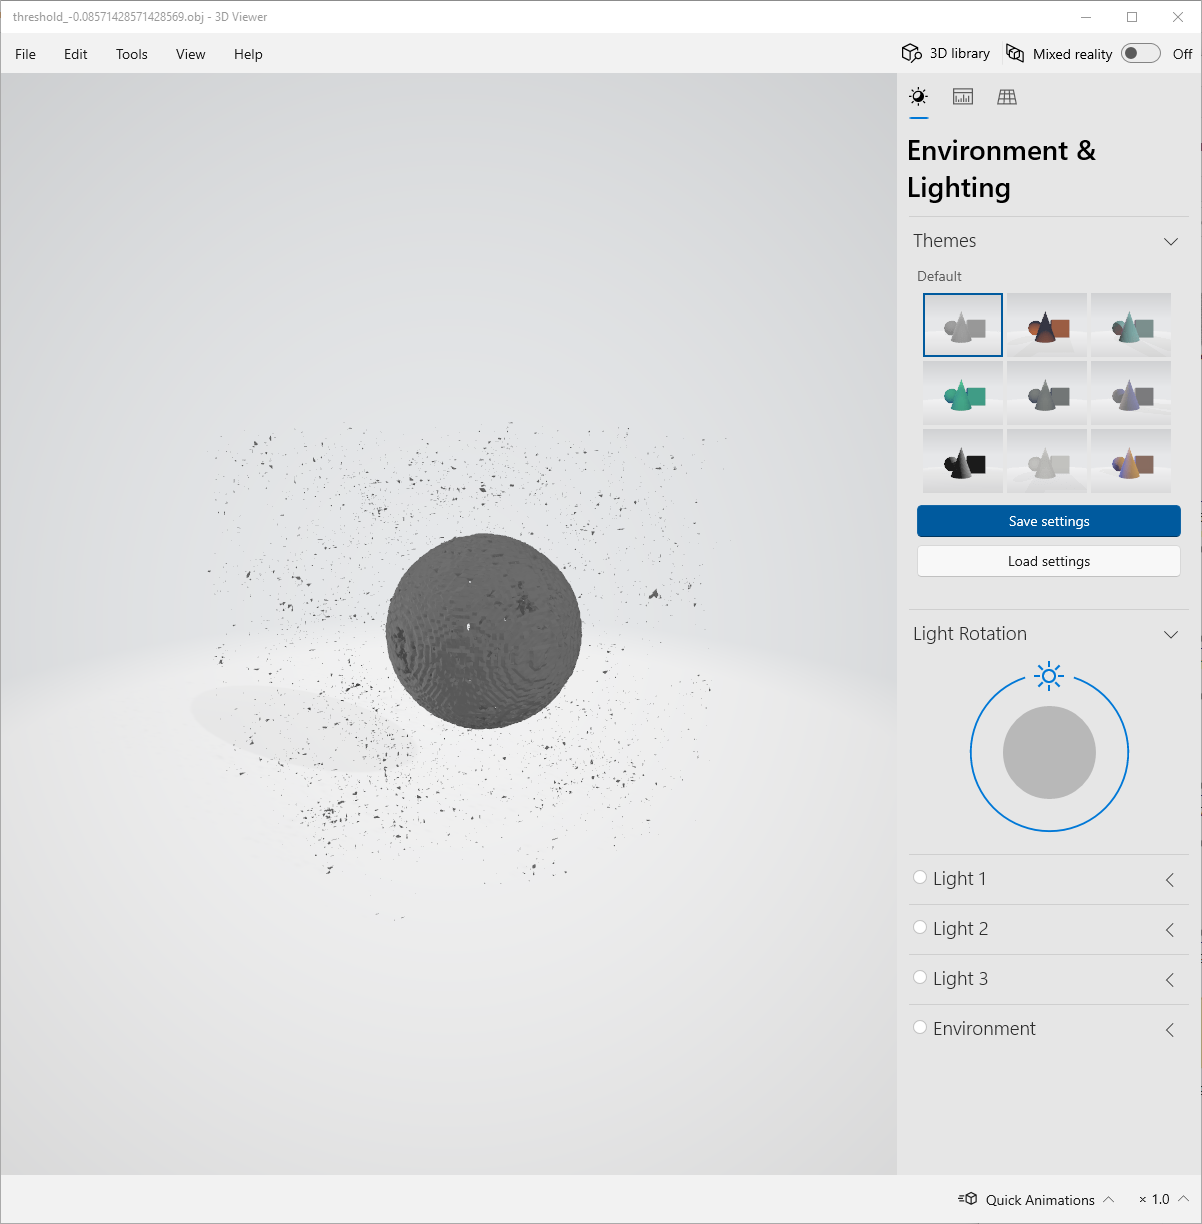 threshold_-0.08571428571428569.obj - 3D Viewer
File Edit Tools View Help 3D library Mixed reality Off
Environment &
Lighting
Themes
Default
Save settings
Load settings
Light Rotation
Light 1
Light 2
Light 3
Environment
Quick Animations × 1.0